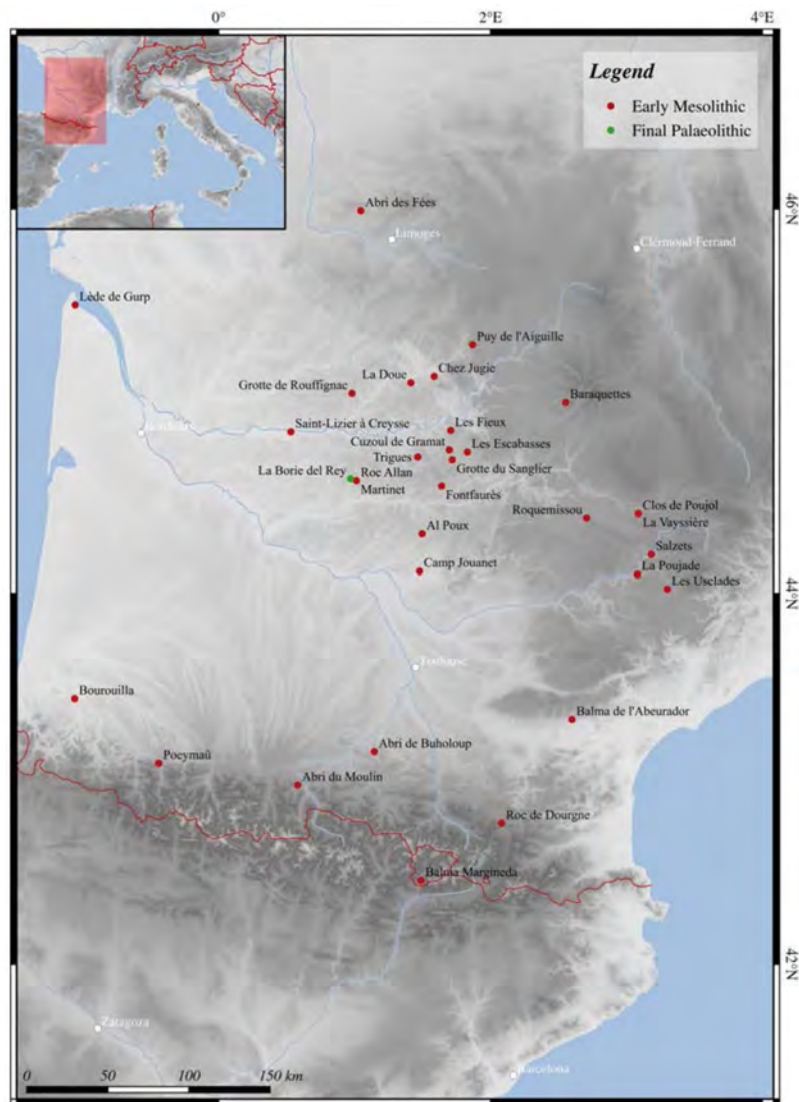 0°
2°E
4°E
Legend
Early Mesolithic
Final Palaeolithic
46°N
Abri des Fées
Limoges
Clérmond-Ferrand
Lède de Gurp
Puy de l'Aiguille
La Doue
Chez Jugie
Grotte de Rouffignac
Baraquettes
Bordeaux
Saint-Lizier à Creysse
Les Fieux
Cuzoul de Gramat
Les Escabasses
Trigues
Grotte du Sanglier
La Borie del Rey
Roc Allan
Martinet
Fontfaurès
Roquemissou
Clos de Poujol
La Vayssière
Al Poux
Salzets
Camp Jouanet
La Poujade
Les Usclades
44°N
Toulouse
Bourouilla
Balma de l'Abeurador
Poeymaû
Abri de Buholoup
Abri du Moulin
Roc de Dourgne
Balma Margineda
42°N
Zaragoza
Barcelona
0 50 100 150 km